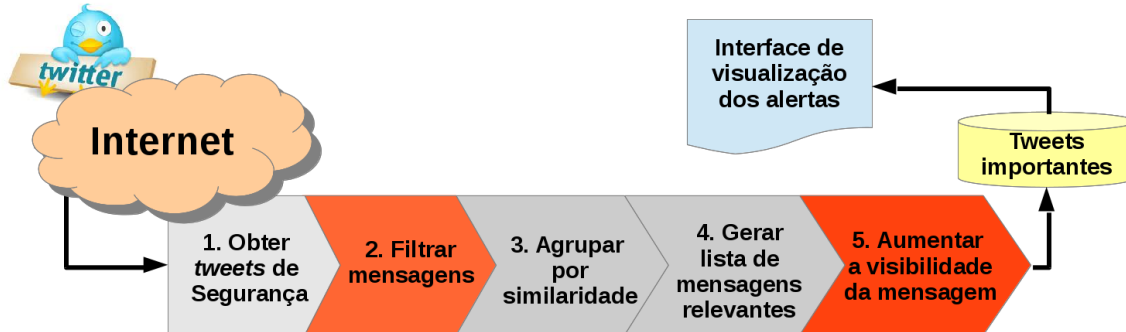 twitter
Internet
Interface de
visualização
dos alertas
Tweets
importantes
1. Obter
tweets de
Segurança
2. Filtrar
mensagens
3. Agrupar
por
similaridade
4. Gerar
lista de
mensagens
relevantes
5. Aumentar
a visibilidade
da mensagem